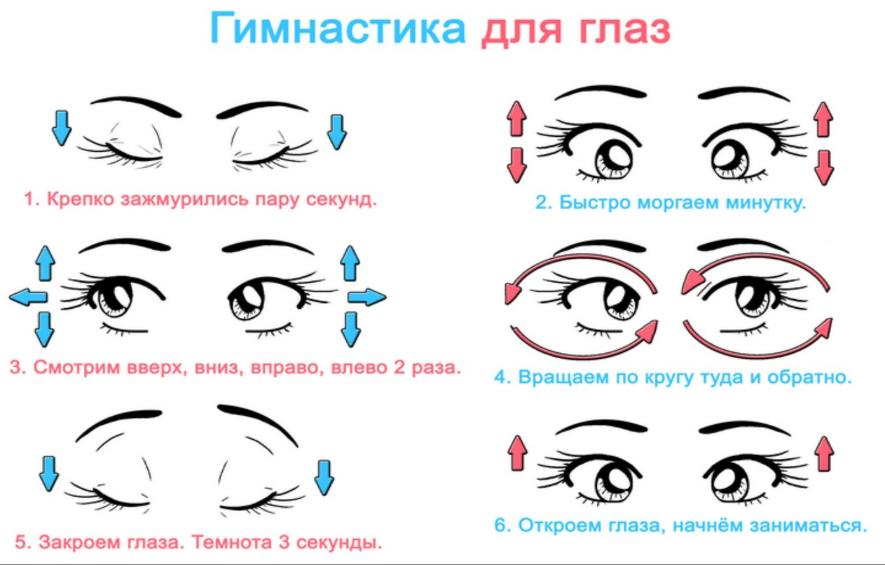 Гимнастика для глаз
1. Крепко зажмурились пару секунд.
2. Быстро моргаем минутку.
3. Смотрим вверх, вниз, вправо, влево 2 раза.
4. Вращаем по кругу туда и обратно.
5. Закроем глаза. Темнота 3 секунды.
6. Откроем глаза, начнём заниматься.